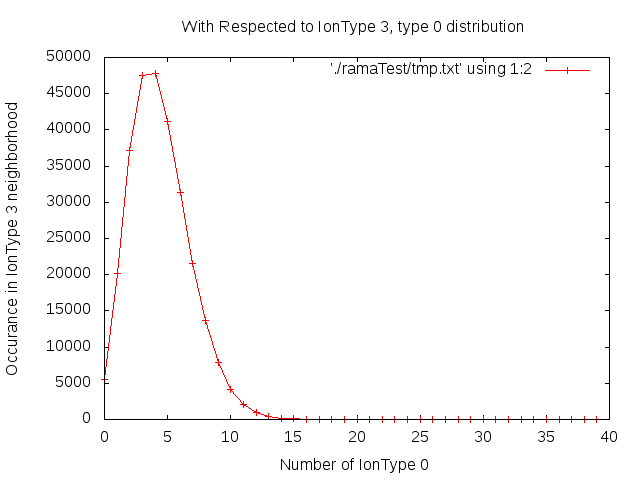 With Respected to IonType 3, type 0 distribution
'./ramaTest/tmp.txt' using 1:2
Occurance in IonType 3 neighborhood
50000
45000
40000
35000
30000
25000
20000
15000
10000
5000
0
0 5 10 15 20 25 30 35 40
Number of IonType 0